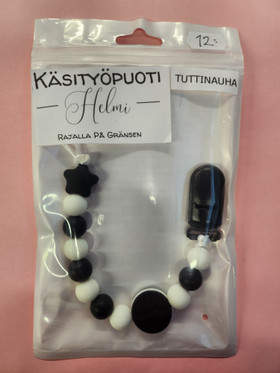 12:-
KÄSITYÖPUOTI
Helmi
RAJALLA PÅ GRÄNSEN
TUTTINAUHA